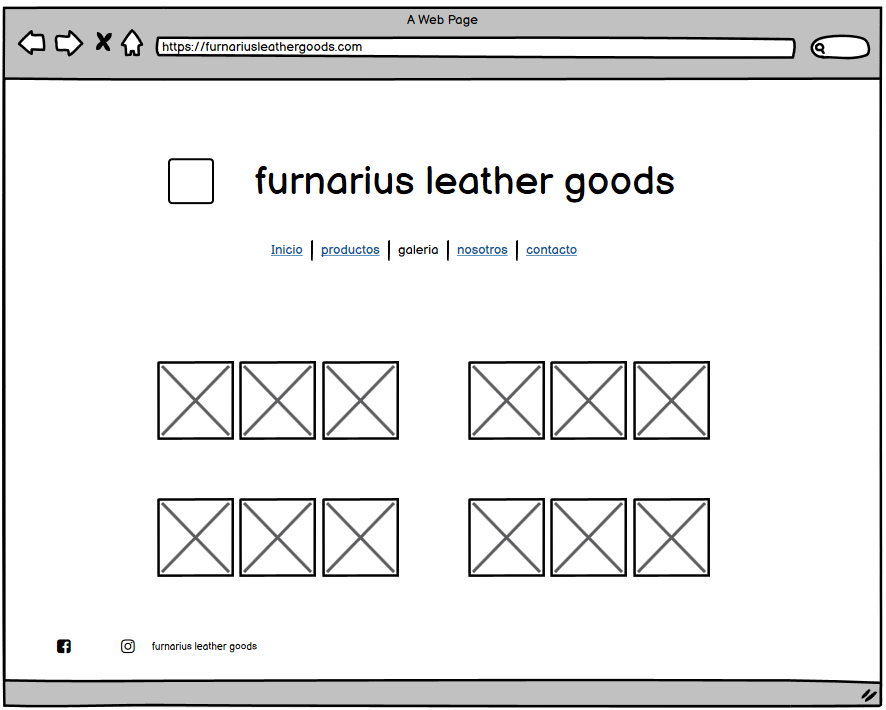 A Web Page
https://furnariusleathergoods.com
furnarius leather goods
Inicio | productos | galeria | nosotros | contacto
furnarius leather goods